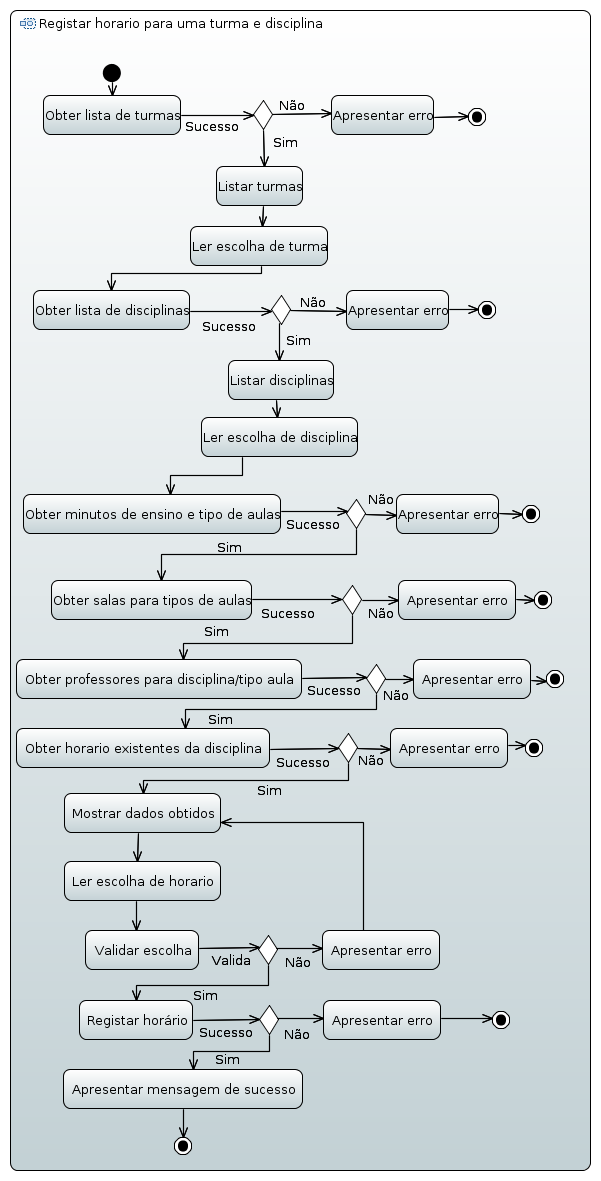 Registar horario para uma turma e disciplina
Obter lista de turmas
Sucesso
Não
Apresentar erro
Sim
Listar turmas
Ler escolha de turma
Obter lista de disciplinas
Sucesso
Não
Apresentar erro
Sim
Listar disciplinas
Ler escolha de disciplina
Obter minutos de ensino e tipo de aulas
Sucesso
Não
Apresentar erro
Sim
Obter salas para tipos de aulas
Sucesso
Não
Apresentar erro
Sim
Obter professores para disciplina/tipo aula
Sucesso
Não
Apresentar erro
Sim
Obter horario existentes da disciplina
Sucesso
Não
Apresentar erro
Sim
Mostrar dados obtidos
Ler escolha de horario
Validar escolha
Valida
Não
Apresentar erro
Sim
Registar horário
Sucesso
Não
Apresentar erro
Sim
Apresentar mensagem de sucesso